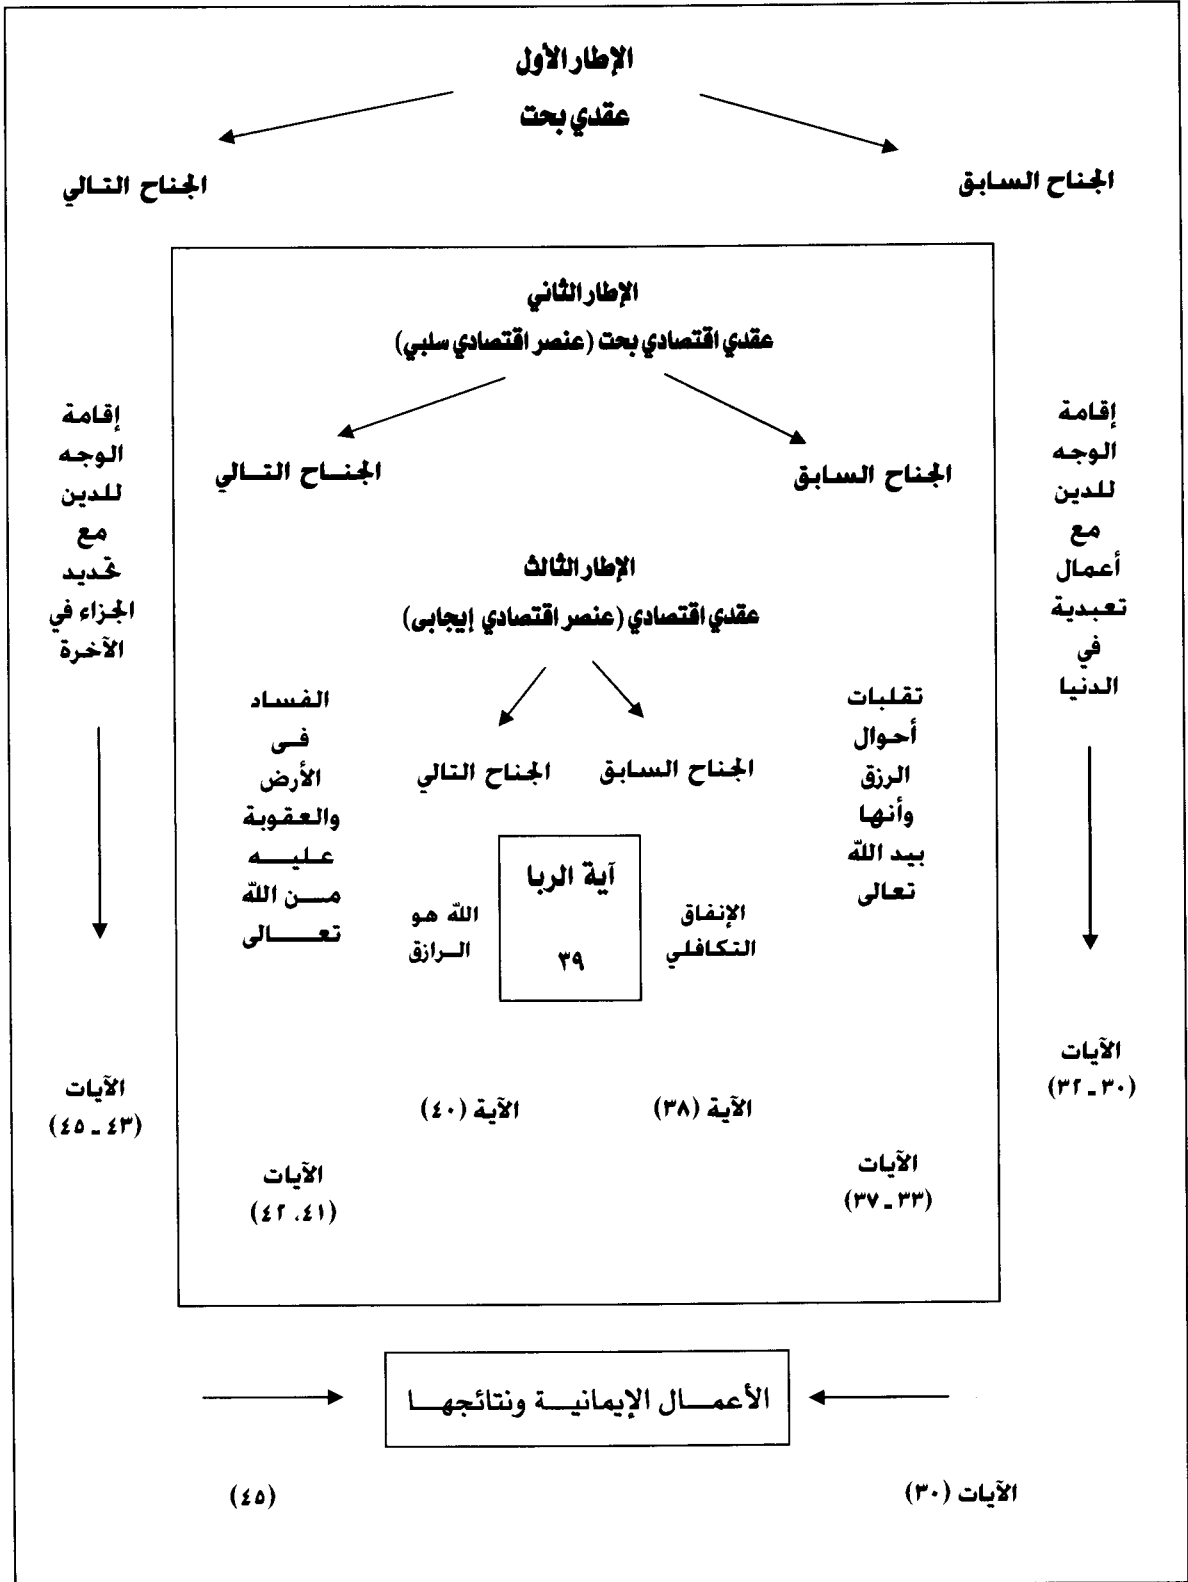 الإطار الأول
عقدي بحت
الجناح السابق
الجناح التالي
الإطار الثاني
عقدي اقتصادي بحت (عنصر اقتصادي سلبي)
الجناح السابق
الجناح التالي
إقامة
الوجه
للدين
مع
أعمال
تعبدية
في
الدنيا
إقامة
الوجه
للدين
مع
تحديد
الجزاء في
الآخرة
الإطار الثالث
عقدي اقتصادي (عنصر اقتصادي إيجابى)
الجناح السابق
الجناح التالي
تقلبات
أحوال
الرزق
وأنها
بيد الله
تعالى
الفساد
فى
الأرض
والعقوبة
عليه
من الله
تعالى
الإنفاق
التكافلي
آية الربا
٣٩
الله هو
الرازق
الآيات
(٣٠ ـ ٣٢)
الآية (٣٨)
الآية (٤٠)
الآيات
(٤٣ ـ ٤٥)
الآيات
(٣٣ ـ ٣٧)
الآيات
(٤١، ٤٢)
الأعمال الإيمانية ونتائجها
الآيات (٣٠)
(٤٥)